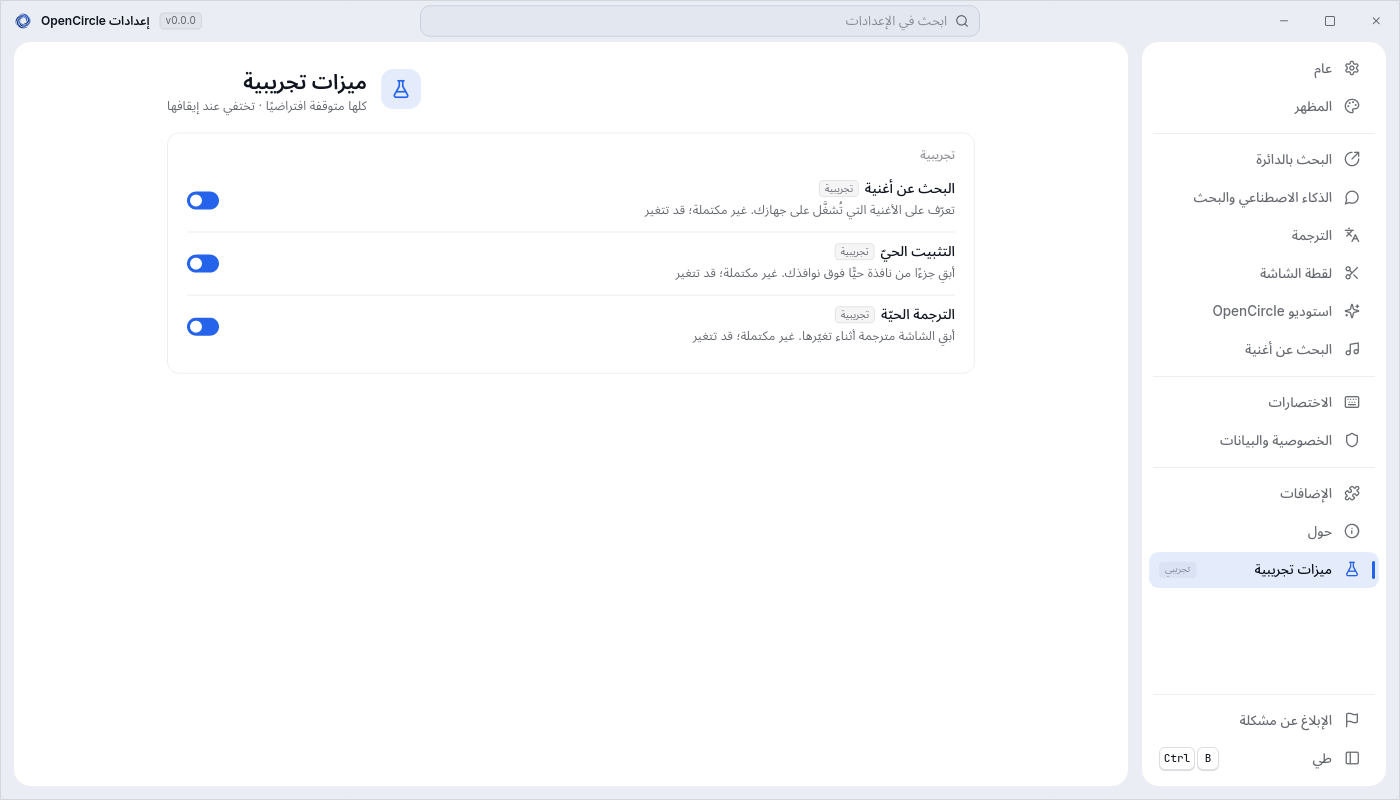 إعدادات OpenCircle
v0.0.0
ابحث في الإعدادات
عام
المظهر
البحث بالدائرة
الذكاء الاصطناعي والبحث
الترجمة
لقطة الشاشة
استوديو OpenCircle
البحث عن أغنية
الاختصارات
الخصوصية والبيانات
الإضافات
حول
ميزات تجريبية تجريبي
الإبلاغ عن مشكلة
طي Ctrl B
ميزات تجريبية
كلها متوقفة افتراضيًا · تختفي عند إيقافها
تجريبية
البحث عن أغنية تجريبية
تعرّف على الأغنية التي تُشغَّل على جهازك. غير مكتملة؛ قد تتغير
التثبيت الحيّ تجريبية
أبقِ جزءًا من نافذة حيًّا فوق نوافذك. غير مكتملة؛ قد تتغير
الترجمة الحيّة تجريبية
أبقِ الشاشة مترجمة أثناء تغيّرها. غير مكتملة؛ قد تتغير